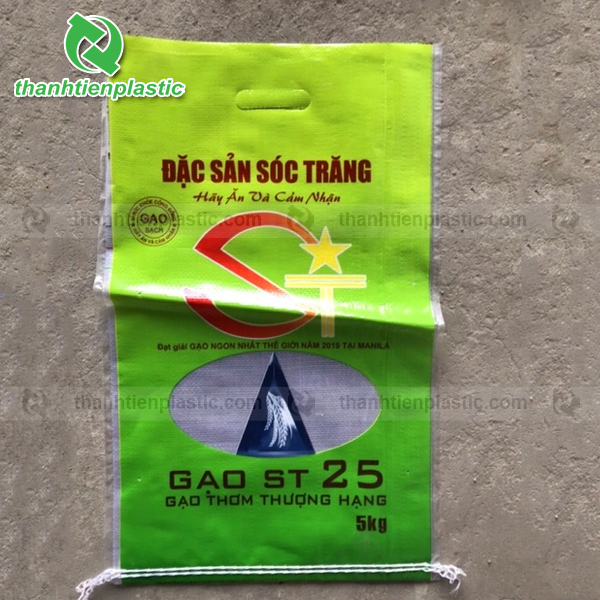 thanhtienplastic
ĐẶC SẢN SÓC TRĂNG
Hãy Ăn Và Cảm Nhận
GẠO
SẠCH
thanhtienplastic.com
thanhtienplastic.com
ST
Đạt giải GẠO NGON NHẤT THẾ GIỚI NĂM 2019 TẠI MANILA
thanhtienplastic.com
thanhtienplastic.com
GẠO ST 25
GẠO THƠM THƯỢNG HẠNG
5kg